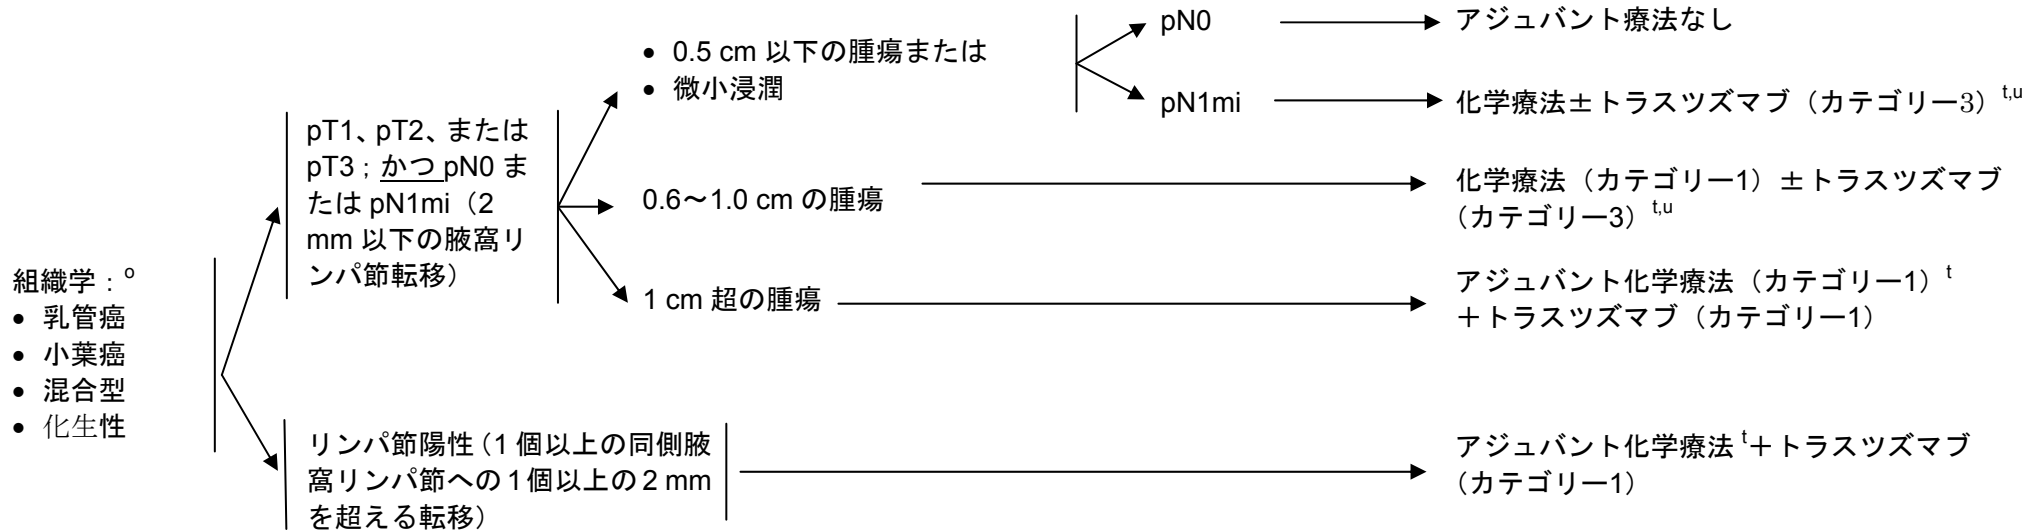 組織学：o
• 乳管癌
• 小葉癌
• 混合型
• 化生性
pT1、pT2、または
pT3；かつ pN0 ま
たは pN1mi（2
mm 以下の腋窩リ
ンパ節転移）
• 0.5 cm 以下の腫瘍または
• 微小浸潤
pN0
アジュバント療法なし
pN1mi
化学療法±トラスツズマブ（カテゴリー3）t,u
0.6～1.0 cm の腫瘍
化学療法（カテゴリー1）±トラスツズマブ
（カテゴリー3）t,u
1 cm 超の腫瘍
アジュバント化学療法（カテゴリー1）t
＋トラスツズマブ（カテゴリー1）
リンパ節陽性（1 個以上の同側腋
窩リンパ節への 1 個以上の 2 mm
を超える転移）
アジュバント化学療法 t＋トラスツズマブ
（カテゴリー1）